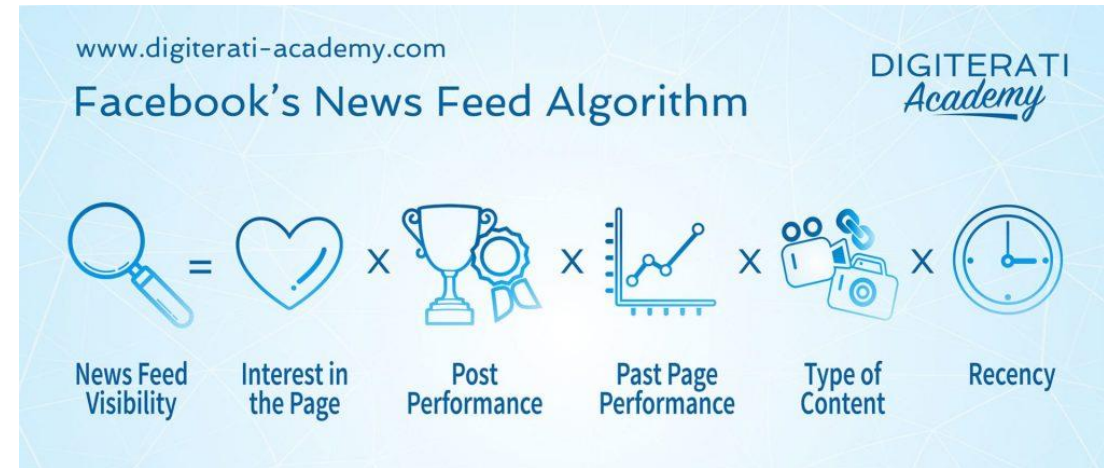 www.digiterati-academy.com
DIGITERATI
Academy
Facebook's News Feed Algorithm
= x x x x
News Feed
Visibility
Interest in
the Page
Post
Performance
Past Page
Performance
Type of
Content
Recency